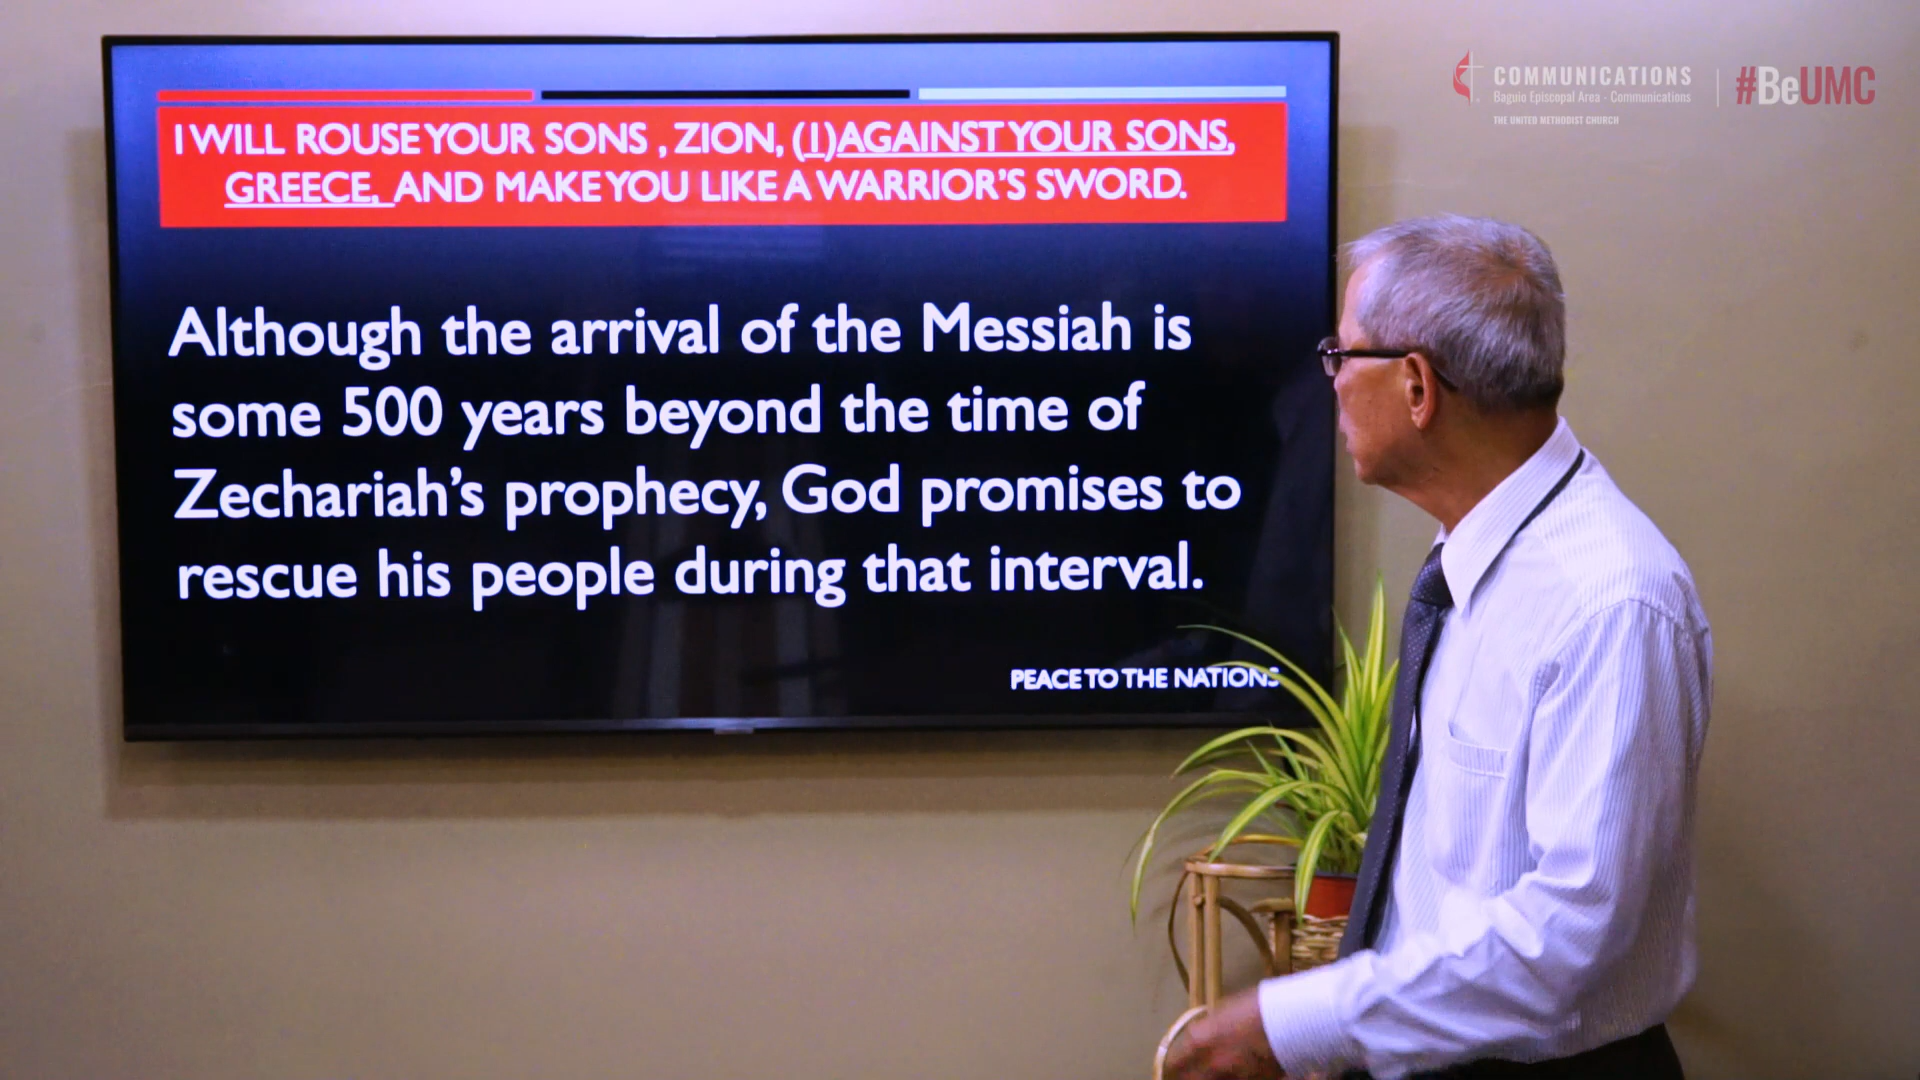 I WILL ROUSE YOUR SONS , ZION, (1)AGAINST YOUR SONS,
GREECE, AND MAKE YOU LIKE A WARRIOR'S SWORD.
Although the arrival of the Messiah is
some 500 years beyond the time of
Zechariah's prophecy, God promises to
rescue his people during that interval.
PEACE TO THE NATIONS
COMMUNICATIONS
Baguio Episcopal Area - Communications
THE UNITED METHODIST CHURCH
#BeUMC